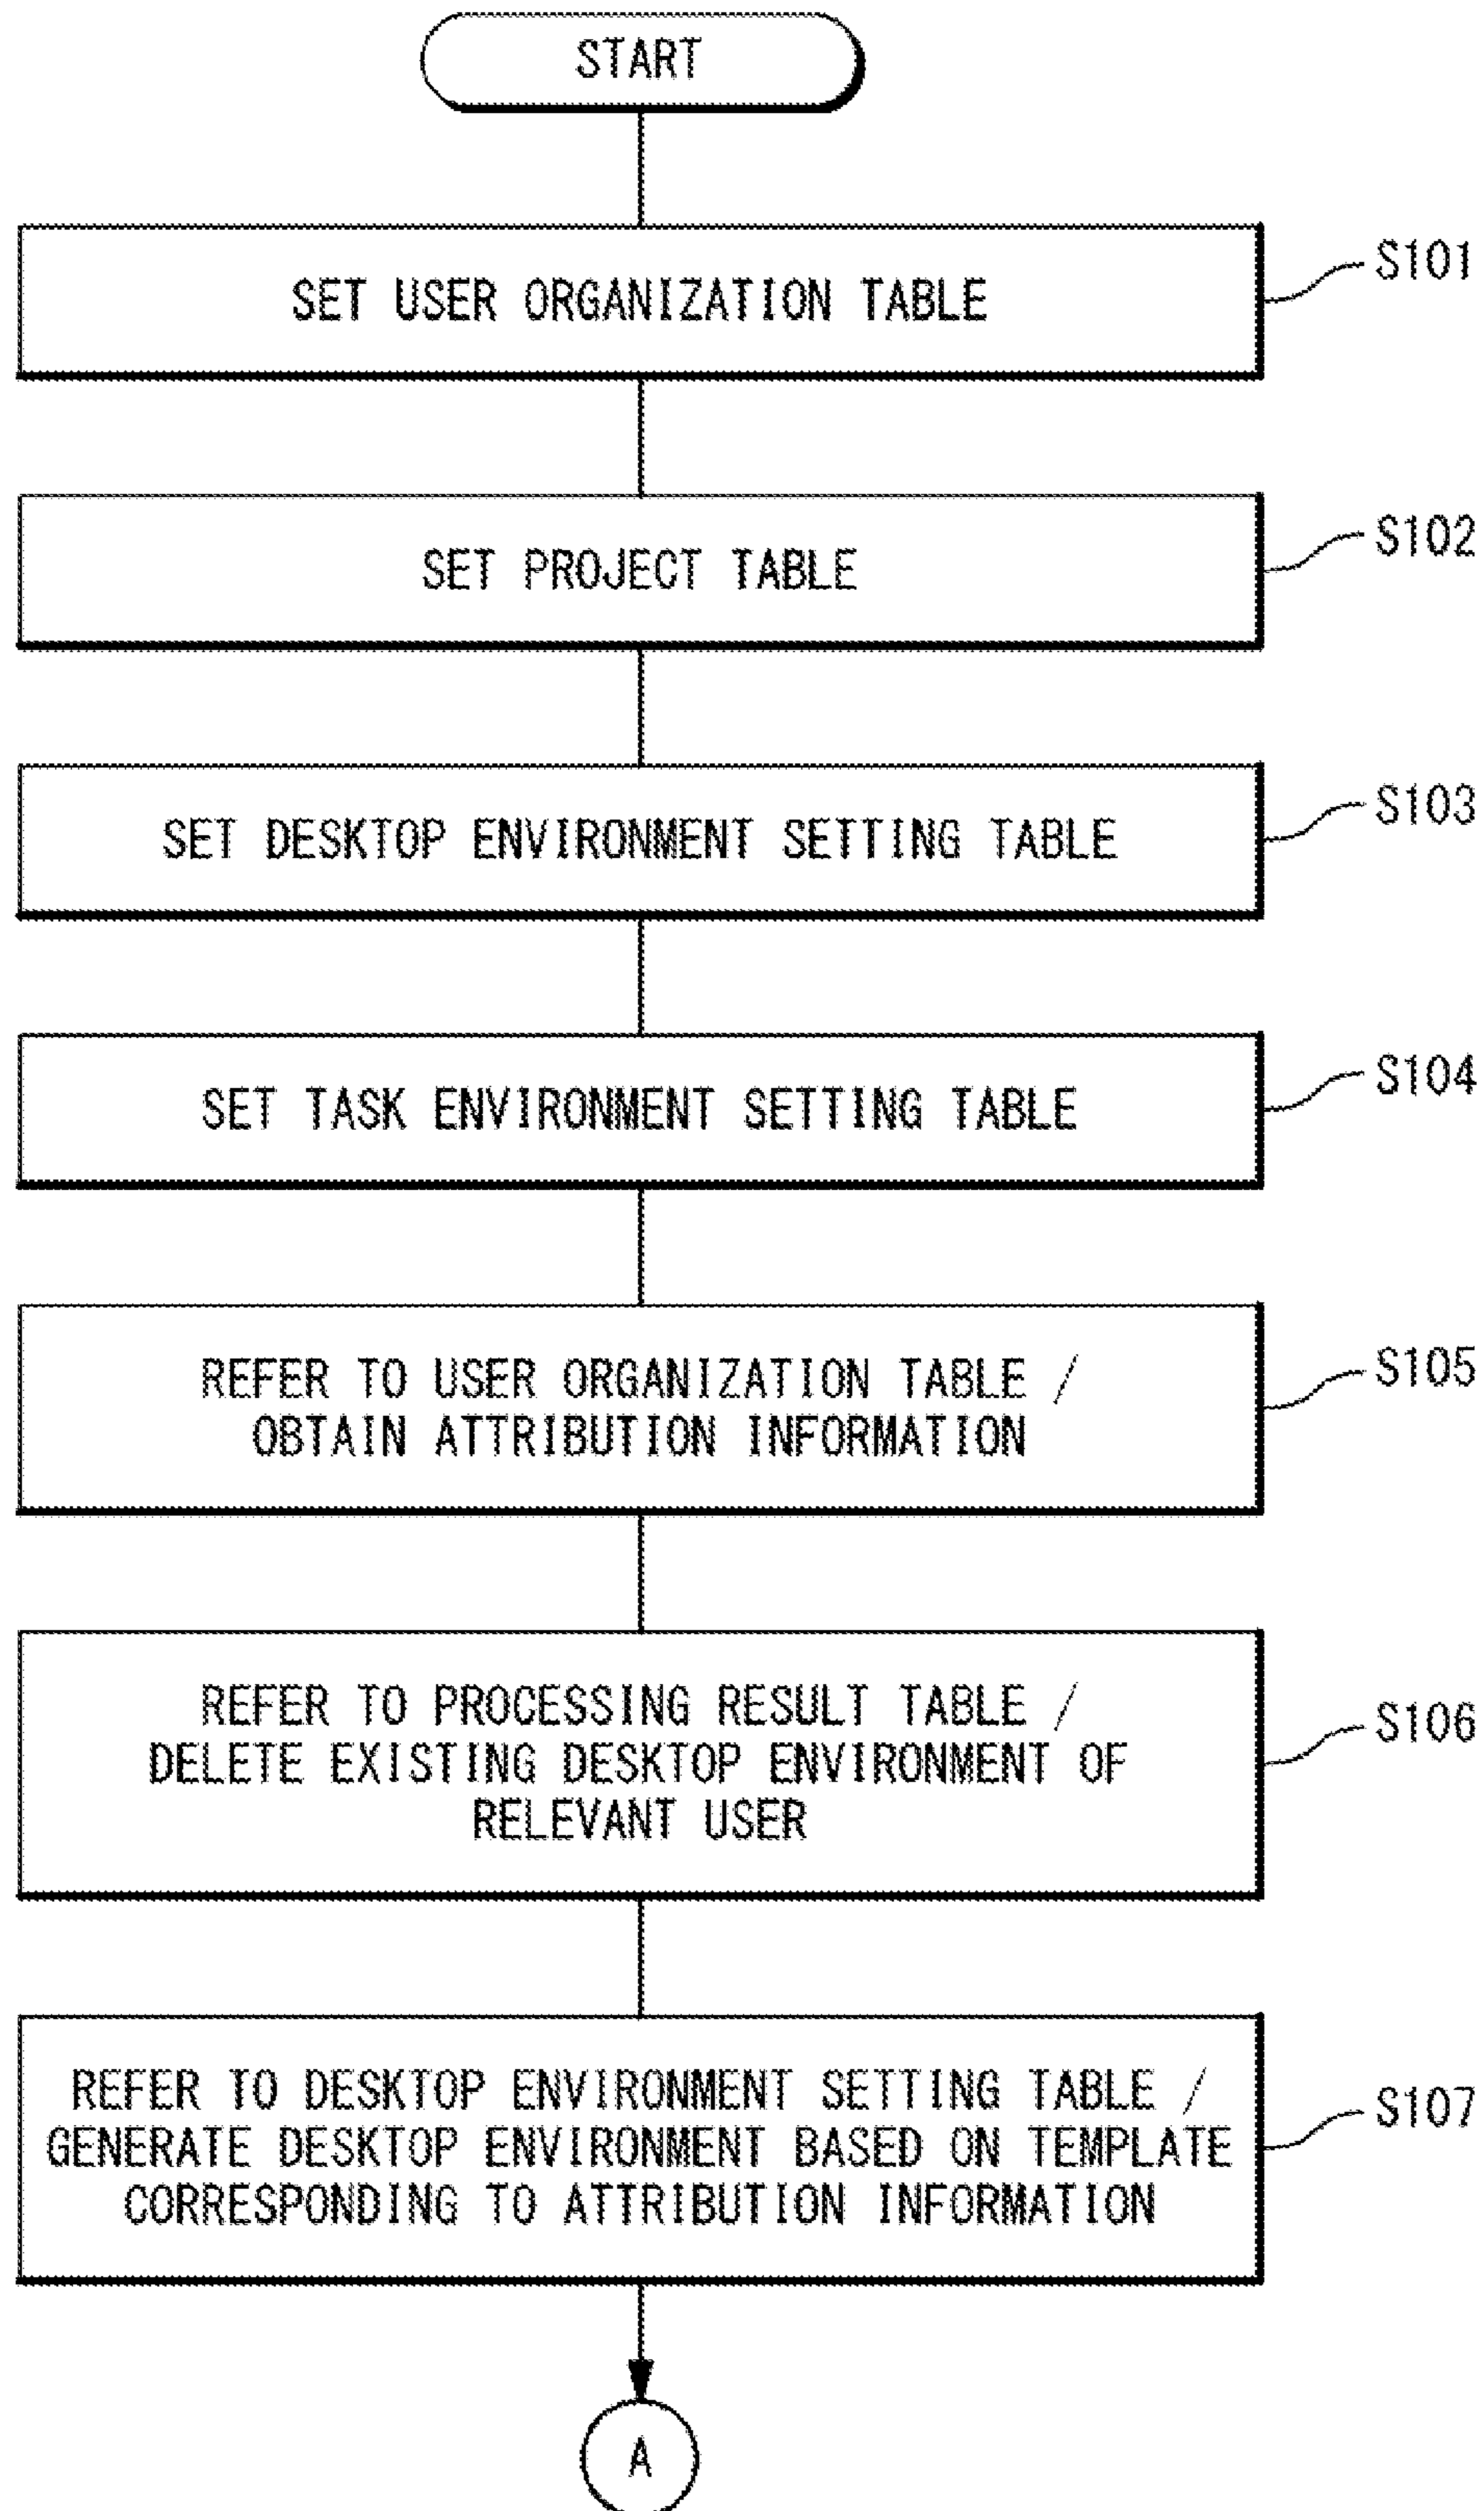 START
SET USER ORGANIZATION TABLE
S101
SET PROJECT TABLE
S102
SET DESKTOP ENVIRONMENT SETTING TABLE
S103
SET TASK ENVIRONMENT SETTING TABLE
S104
REFER TO USER ORGANIZATION TABLE /
OBTAIN ATTRIBUTION INFORMATION
S105
REFER TO PROCESSING RESULT TABLE /
DELETE EXISTING DESKTOP ENVIRONMENT OF
RELEVANT USER
S106
REFER TO DESKTOP ENVIRONMENT SETTING TABLE /
GENERATE DESKTOP ENVIRONMENT BASED ON TEMPLATE
CORRESPONDING TO ATTRIBUTION INFORMATION
S107
A